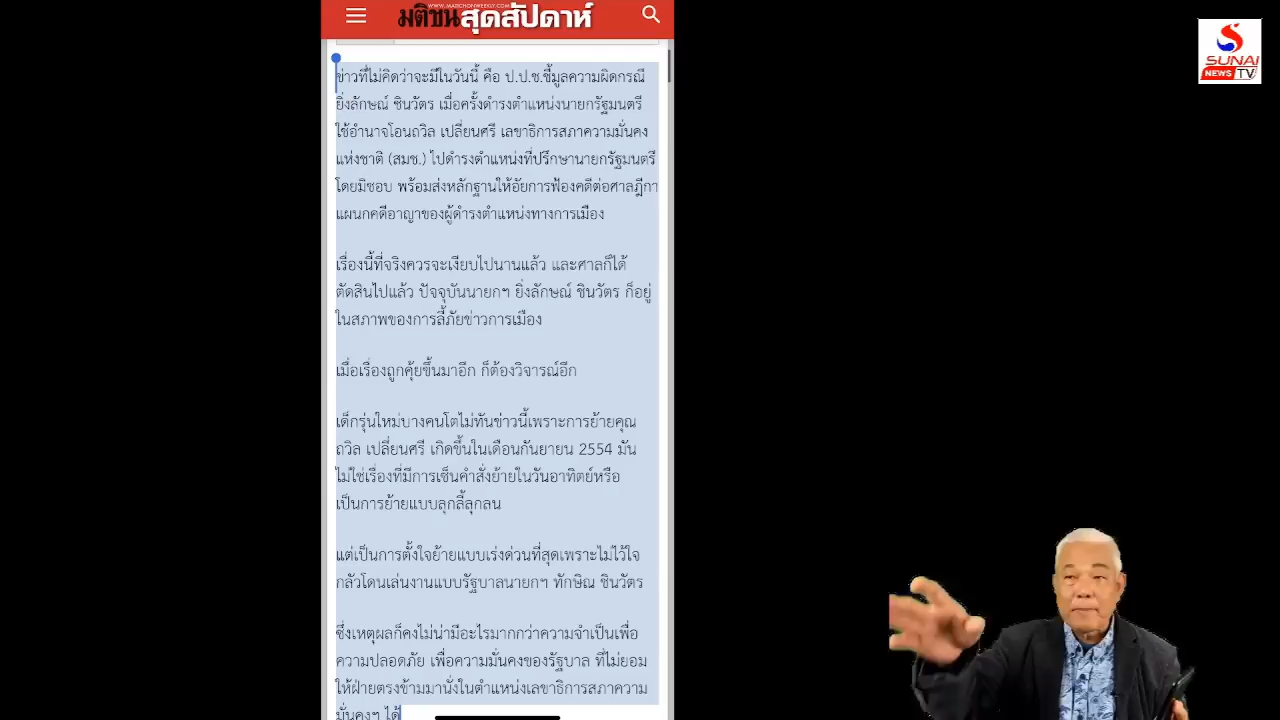 WWW.MATICHONWEEKLY.COM
มติชนสุดสัปดาห์
SUNAI
NEWS TV
ข่าวที่ไม่คิดว่าจะมีในวันนี้ คือ ป.ป.ช.ชี้มูลความผิดกรณี
ยิ่งลักษณ์ ชินวัตร เมื่อครั้งดำรงตำแหน่งนายกรัฐมนตรี
ใช้อำนาจโอนถวิล เปลี่ยนศรี เลขาธิการสภาความมั่นคง
แห่งชาติ (สมช.) ไปดำรงตำแหน่งที่ปรึกษานายกรัฐมนตรี
โดยมิชอบ พร้อมส่งหลักฐานให้อัยการฟ้องคดีต่อศาลฎีกา
แผนกคดีอาญาของผู้ดำรงตำแหน่งทางการเมือง
เรื่องนี้ที่จริงควรจะเงียบไปนานแล้ว และศาลก็ได้
ตัดสินไปแล้ว ปัจจุบันนายกฯ ยิ่งลักษณ์ ชินวัตร ก็อยู่
ในสภาพของการลี้ภัยข่าวการเมือง
เมื่อเรื่องถูกคุ้ยขึ้นมาอีก ก็ต้องวิจารณ์อีก
เด็กรุ่นใหม่บางคนโตไม่ทันข่าวนี้เพราะการย้ายคุณ
ถวิล เปลี่ยนศรี เกิดขึ้นในเดือนกันยายน 2554 มัน
ไม่ใช่เรื่องที่มีการเซ็นคำสั่งย้ายในวันอาทิตย์หรือ
เป็นการย้ายแบบลุกลี้ลุกลน
แต่เป็นการตั้งใจย้ายแบบเร่งด่วนที่สุดเพราะไม่ไว้ใจ
กลัวโดนเล่นงานแบบรัฐบาลนายกฯ ทักษิณ ชินวัตร
ซึ่งเหตุผลก็คงไม่น่ามีอะไรมากกว่าความจำเป็นเพื่อ
ความปลอดภัย เพื่อความมั่นคงของรัฐบาล ที่ไม่ยอม
ให้ฝ่ายตรงข้ามมานั่งในตำแหน่งเลขาธิการสภาความ
มั่นคงฯ ได้